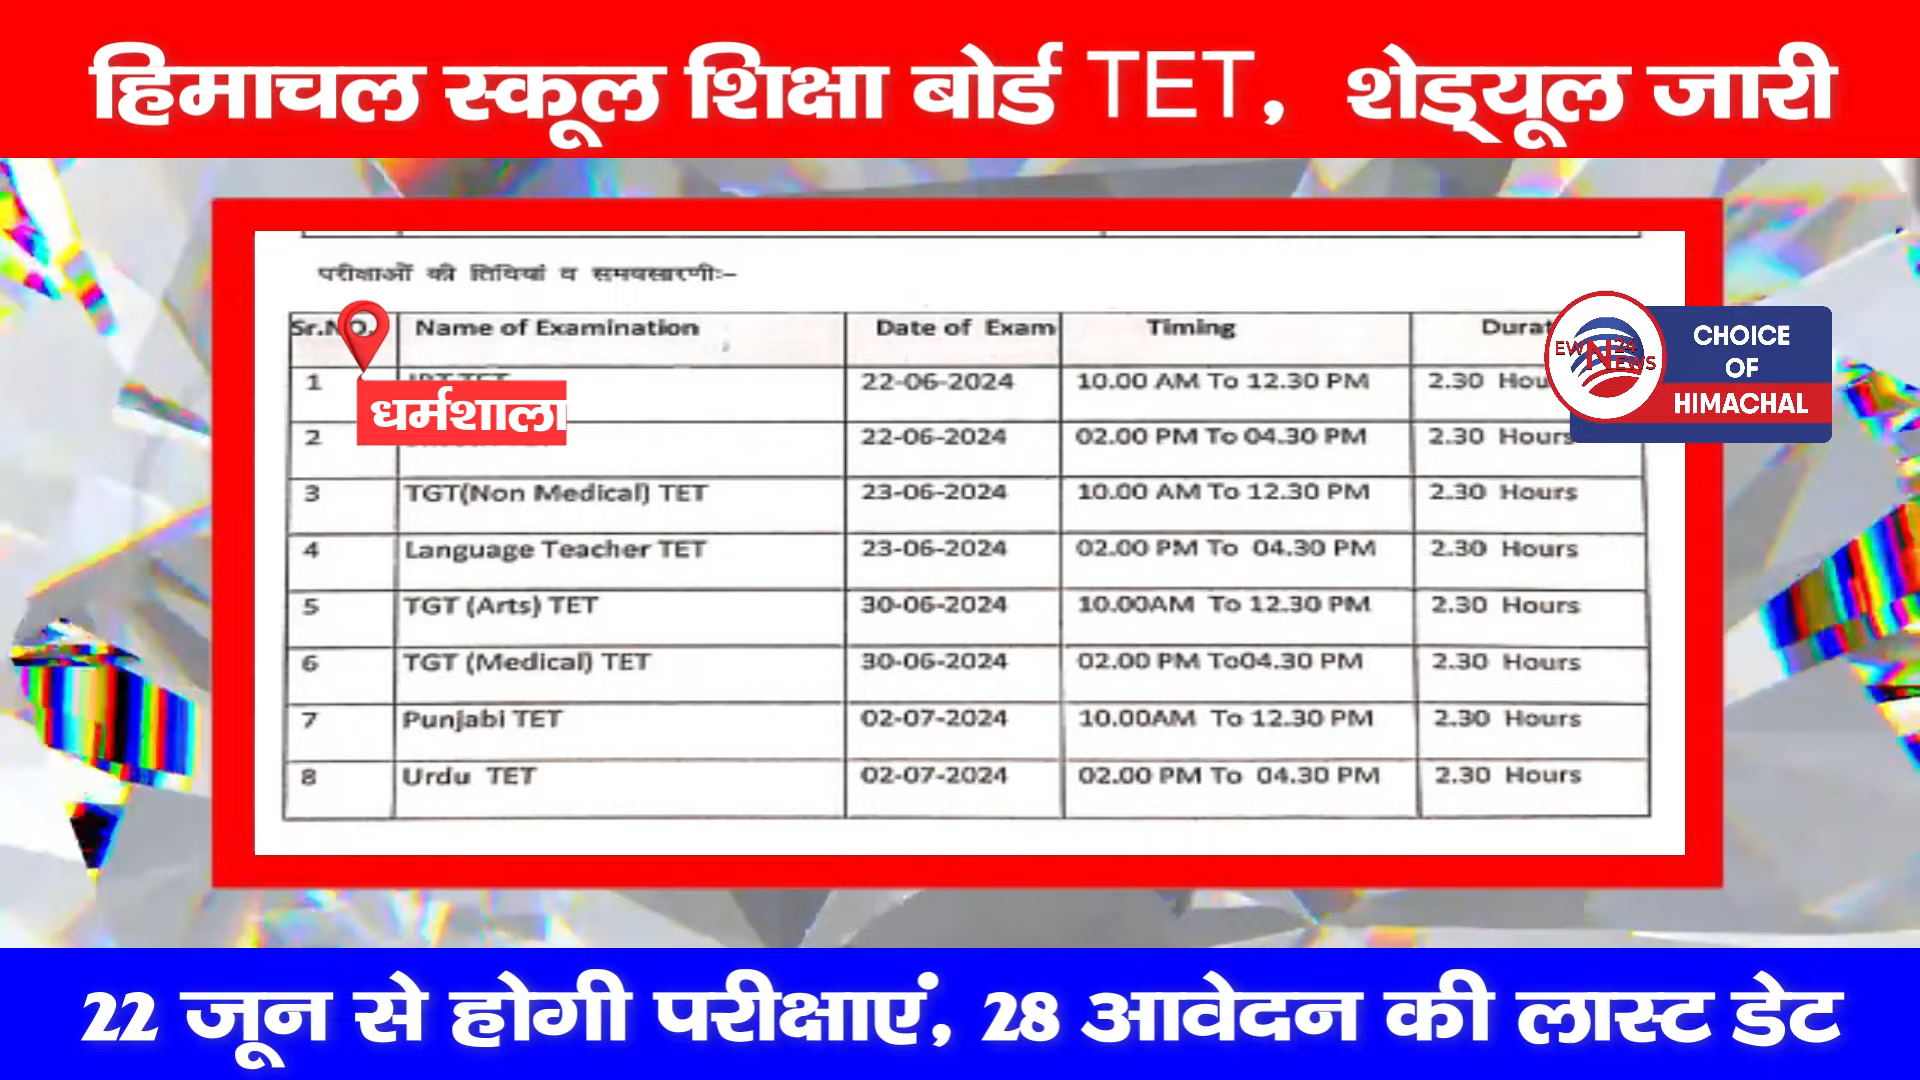 हिमाचल स्कूल शिक्षा बोर्ड TET, शेड्यूल जारी
परीक्षाओं की तिथियां व समयसारणीः-
Sr.NO. Name of Examination Date of Exam Timing
1 22-06-2024 10.00 AM To 12.30 PM 2.30
2 22-06-2024 02.00 PM To 04.30 PM 2.30 Hours
3 TGT(Non Medical) TET 23-06-2024 10.00 AM To 12.30 PM 2.30 Hours
4 Language Teacher TET 23-06-2024 02.00 PM To 04.30 PM 2.30 Hours
5 TGT (Arts) TET 30-06-2024 10.00AM To 12.30 PM 2.30 Hours
6 TGT (Medical) TET 30-06-2024 02.00 PM To04.30 PM 2.30 Hours
7 Punjabi TET 02-07-2024 10.00AM To 12.30 PM 2.30 Hours
8 Urdu TET 02-07-2024 02.00 PM To 04.30 PM 2.30 Hours
धर्मशाला
EWN24 NEWS
CHOICE
OF
HIMACHAL
22 जून से होगी परीक्षाएं, 28 आवेदन की लास्ट डेट